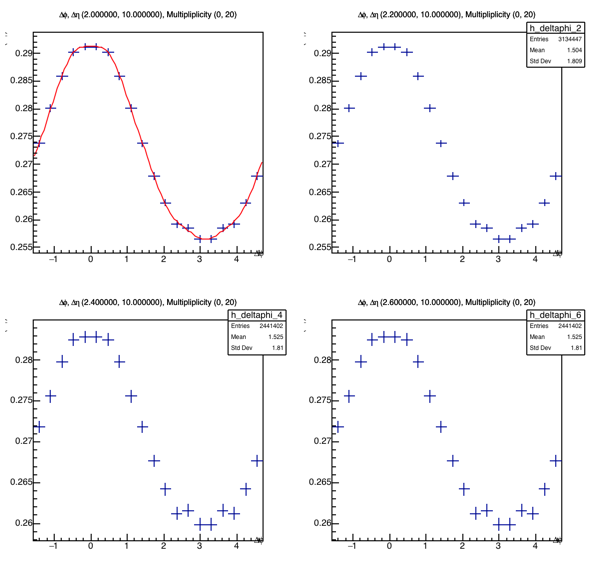 Δφ, Δη (2.000000, 10.000000), Multipliplicity (0, 20)
0.29
0.285
0.28
0.275
0.27
0.265
0.26
0.255
−1 0 1 2 3 4
Δφ, Δη (2.200000, 10.000000), Multipliplicity (0, 20)
h_deltaphi_2
Entries 3134447
Mean 1.504
Std Dev 1.809
0.29
0.285
0.28
0.275
0.27
0.265
0.26
0.255
−1 0 1 2 3 4
Δφ, Δη (2.400000, 10.000000), Multipliplicity (0, 20)
h_deltaphi_4
Entries 2441402
Mean 1.525
Std Dev 1.81
0.28
0.275
0.27
0.265
0.26
−1 0 1 2 3 4
Δφ, Δη (2.600000, 10.000000), Multipliplicity (0, 20)
h_deltaphi_6
Entries 2441402
Mean 1.525
Std Dev 1.81
0.28
0.275
0.27
0.265
0.26
−1 0 1 2 3 4